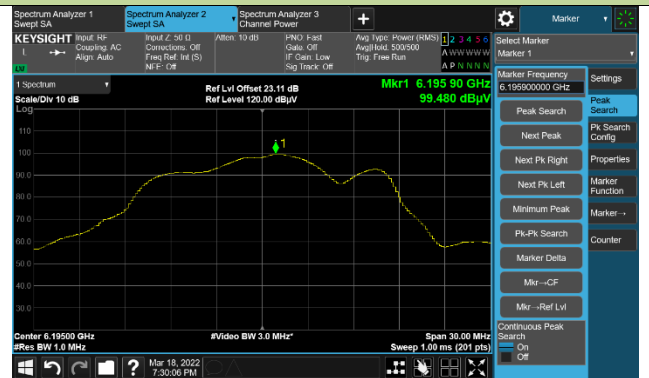 Spectrum Analyzer 1
Swept SA
Spectrum Analyzer 2
Swept SA
Spectrum Analyzer 3
Channel Power
+
Marker
KEYSIGHT
L
Input: RF
Coupling: AC
Align: Auto
Input Z: 50 Ω
Corrections: Off
Freq Ref: Int (S)
NFE: Off
Atten: 10 dB
PNO: Fast
Gate: Off
IF Gain: Low
Sig Track: Off
Avg Type: Power (RMS)
Avg|Hold: 500/500
Trig: Free Run
1 2 3 4 5 6
A W W W W W
A P N N N N
Select Marker
Marker 1
1 Spectrum
Scale/Div 10 dB
Log
Ref Lvl Offset 23.11 dB
Ref Level 120.00 dBµV
Mkr1 6.195 90 GHz
99.480 dBµV
110
100
90.0
80.0
70.0
60.0
50.0
40.0
30.0
1
Center 6.19500 GHz
#Res BW 1.0 MHz
#Video BW 3.0 MHz*
Span 30.00 MHz
Sweep 1.00 ms (201 pts)
Marker Frequency
6.195900000 GHz
Peak Search
Next Peak
Next Pk Right
Next Pk Left
Minimum Peak
Pk-Pk Search
Marker Delta
Mkr→CF
Mkr→Ref Lvl
Continuous Peak
Search
On
Off
Settings
Peak
Search
Pk Search
Config
Properties
Marker
Function
Marker→
Counter
?
Mar 18, 2022
7:30:06 PM